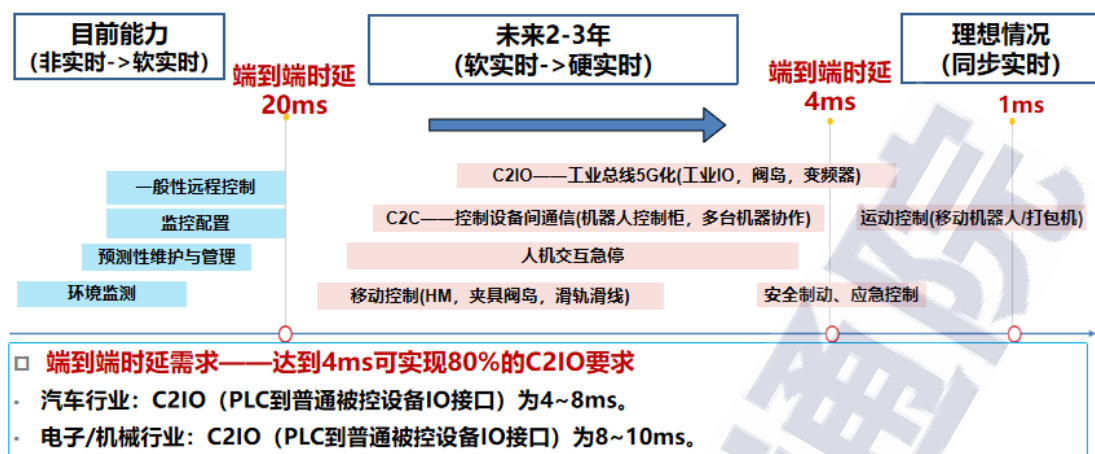 目前能力
(非实时->软实时)
未来2-3年
(软实时->硬实时)
理想情况
(同步实时)
端到端时延
20ms
端到端时延
4ms
1ms
一般性远程控制
C2IO——工业总线5G化(工业IO，阀岛，变频器)
监控配置
C2C——控制设备间通信(机器人控制柜，多台机器协作)
运动控制(移动机器人/打包机)
预测性维护与管理
人机交互急停
环境监测
移动控制(HM，夹具阀岛，滑轨滑线)
安全制动、应急控制
□ 端到端时延需求——达到4ms可实现80%的C2IO要求
· 汽车行业：C2IO（PLC到普通被控设备IO接口）为4~8ms。
· 电子/机械行业：C2IO（PLC到普通被控设备IO接口）为8~10ms。
通院